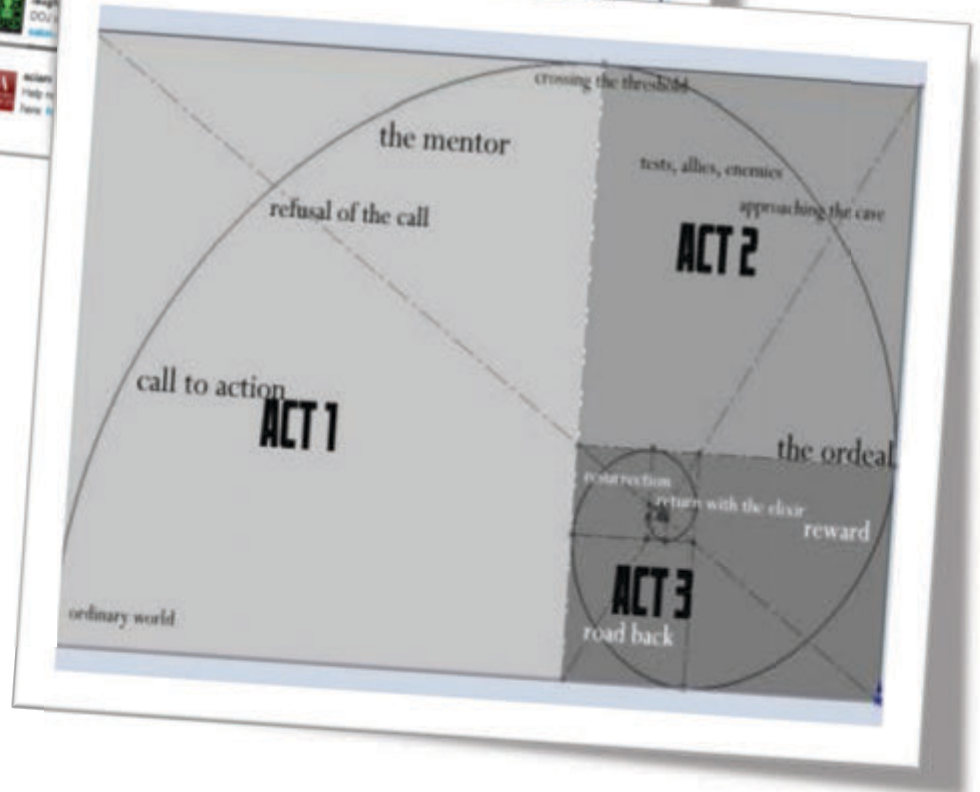 crossing the threshold
the mentor
tests, allies, enemies
refusal of the call
approaching the cave
ACT 2
call to action
ACT 1
the ordeal
resurrection
return with the elixir
reward
ACT 3
road back
ordinary world